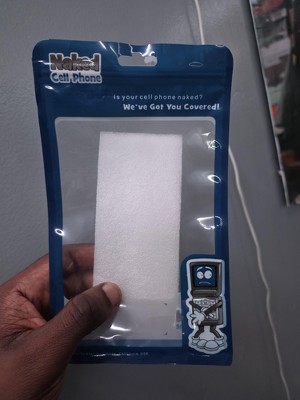 Naked
Cell Phone
Is your cell phone naked?
We've Got You Covered!